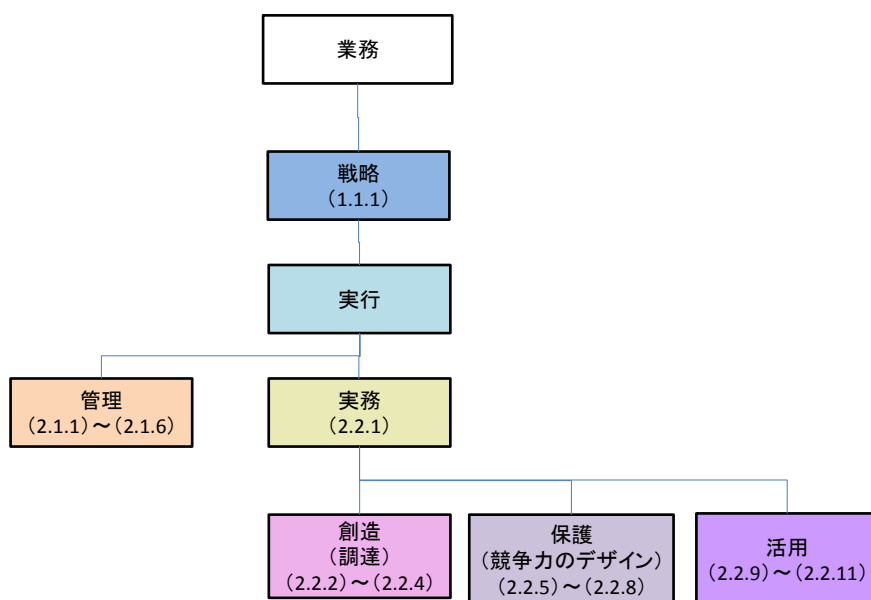 業務
戦略
（1.1.1）
実行
管理
（2.1.1）～（2.1.6）
実務
（2.2.1）
創造
（調達）
（2.2.2）～（2.2.4）
保護
（競争力のデザイン）
（2.2.5）～（2.2.8）
活用
（2.2.9）～（2.2.11）